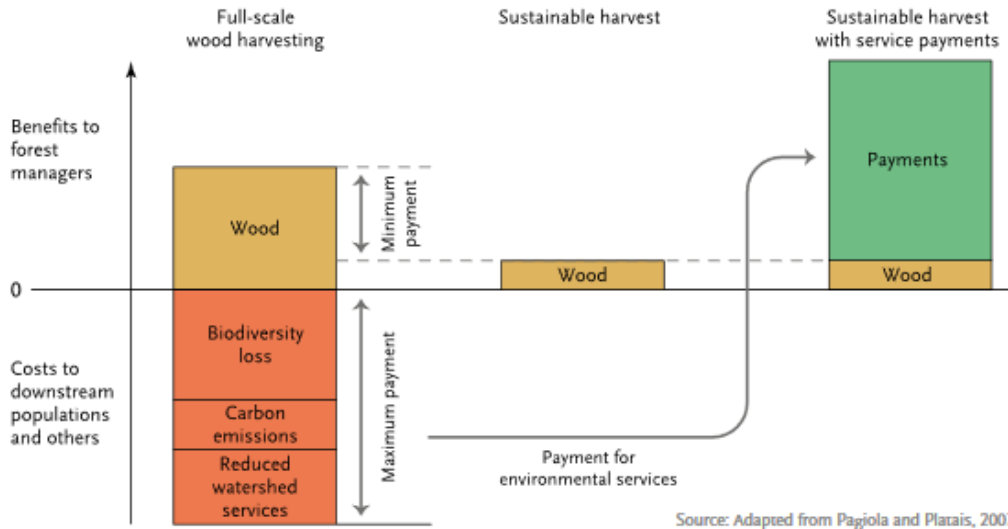 Full-scale
wood harvesting
Sustainable harvest
Sustainable harvest
with service payments
Benefits to
forest
managers
Wood
Minimum
payment
Wood
Payments
Wood
0
Biodiversity
loss
Carbon
emissions
Reduced
watershed
services
Maximum payment
Costs to
downstream
populations
and others
Payment for
environmental services
Source: Adapted from Pagiola and Platais, 200